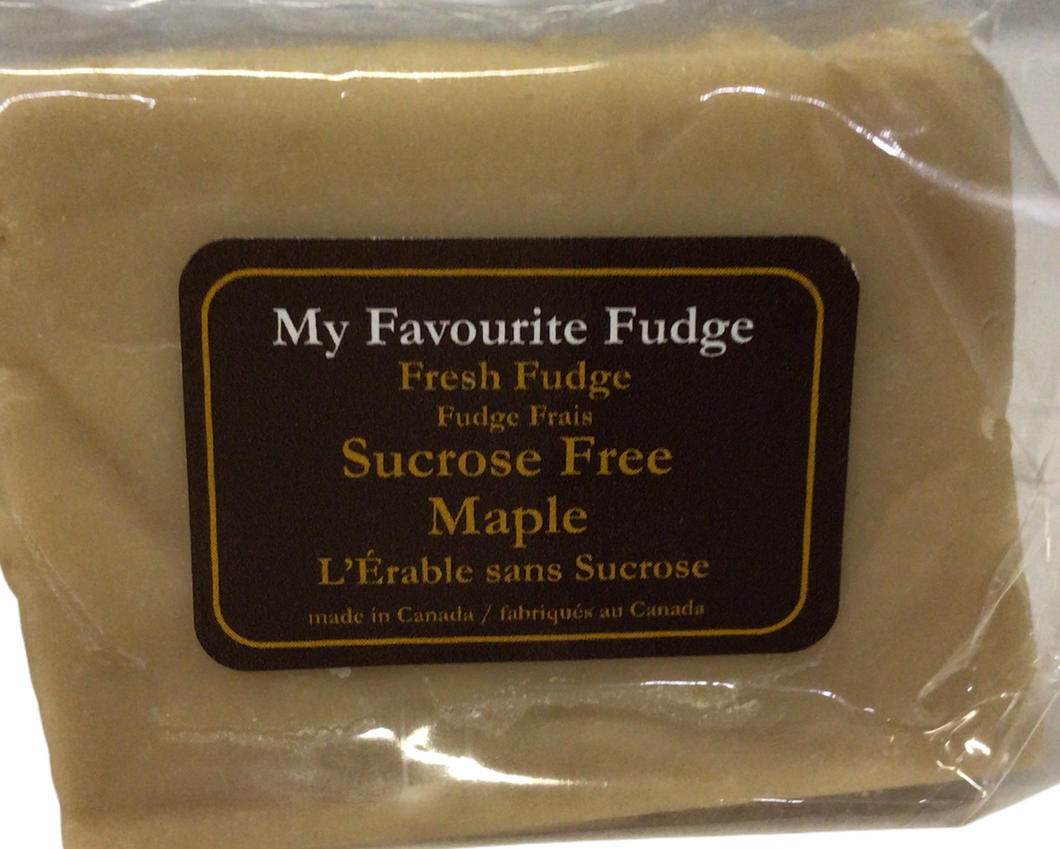 My Favourite Fudge
Fresh Fudge
Fudge Frais
Sucrose Free
Maple
L'Érable sans Sucrose
made in Canada / fabriqués au Canada